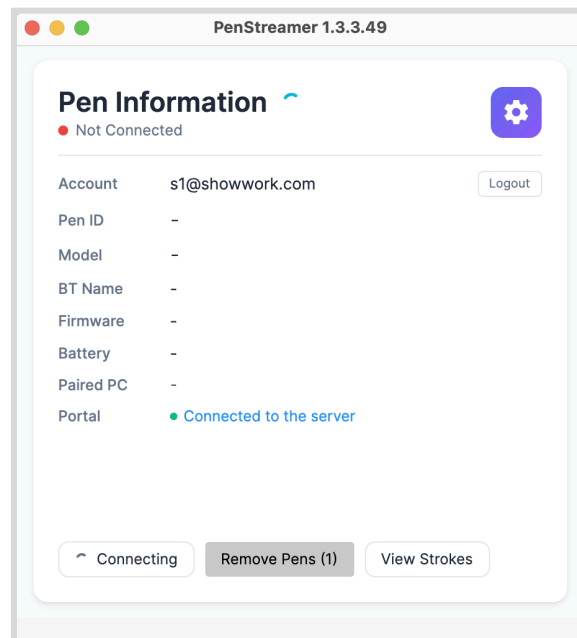 PenStreamer 1.3.3.49
Pen Information
Not Connected
Account s1@showwork.com Logout
Pen ID -
Model -
BT Name -
Firmware -
Battery -
Paired PC -
Portal Connected to the server
Connecting Remove Pens (1) View Strokes